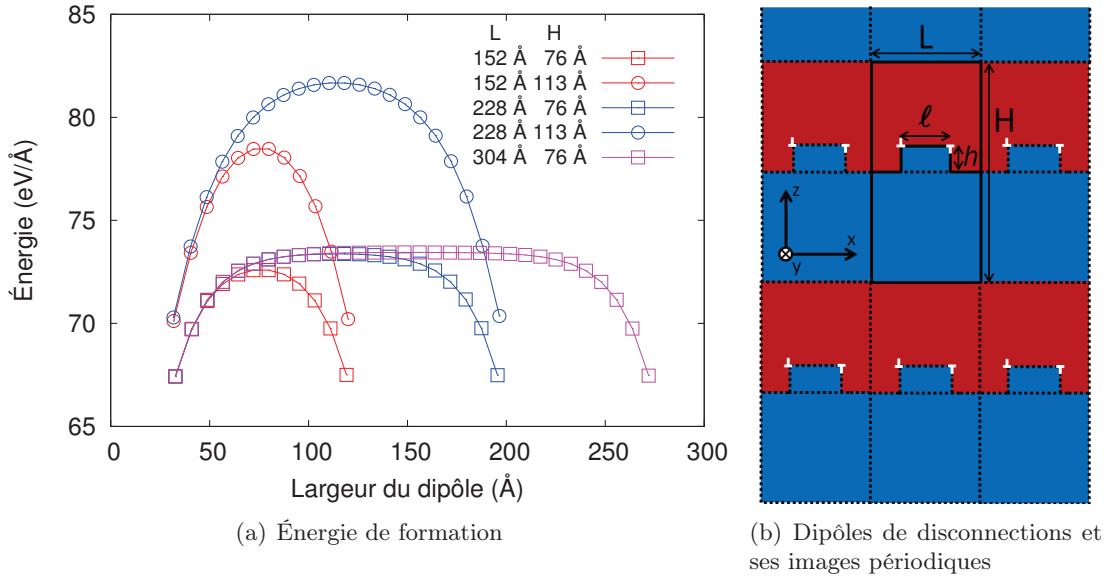 85
80
75
70
65
Énergie (eV/Å)
0 50 100 150 200 250 300
Largeur du dipôle (Å)
L H
152 Å 76 Å
152 Å 113 Å
228 Å 76 Å
228 Å 113 Å
304 Å 76 Å
(a) Énergie de formation
L
H
ℓ
h
z
x
y
(b) Dipôles de disconnections et
ses images périodiques